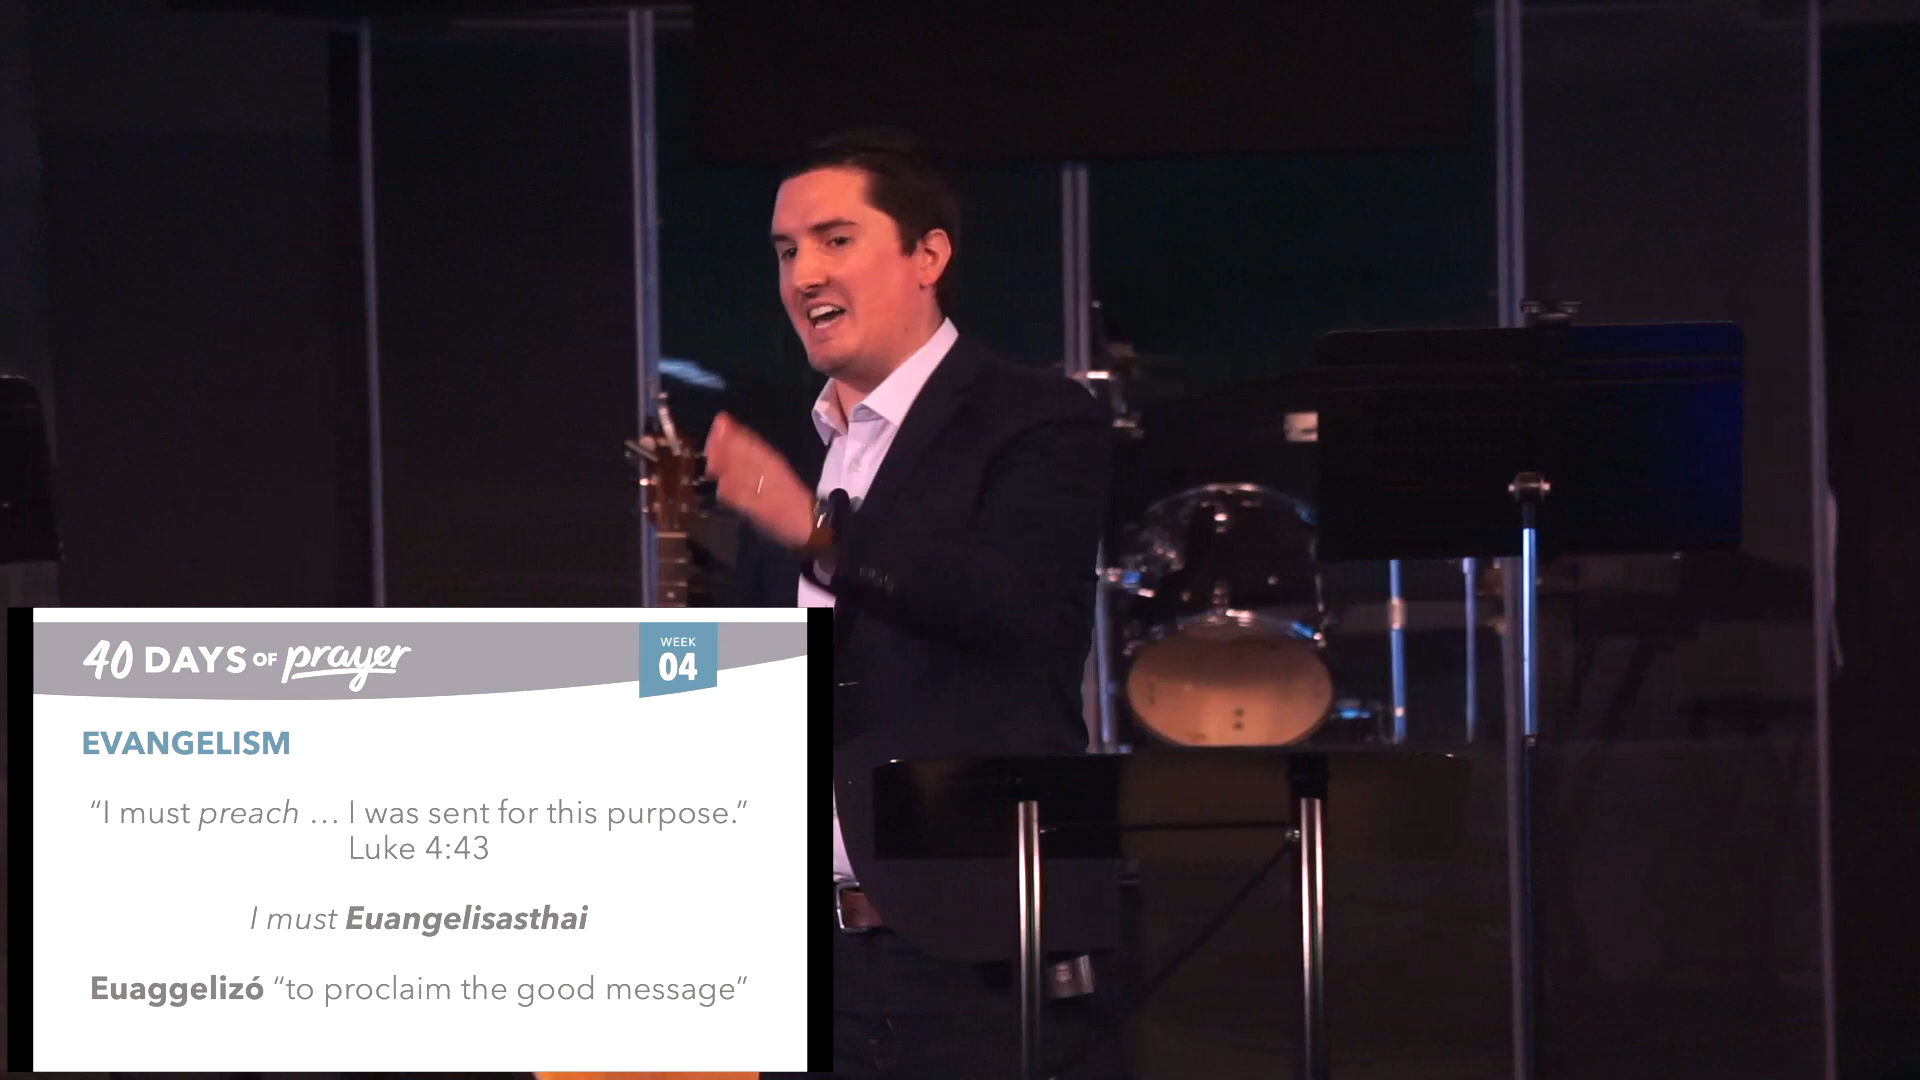 40 DAYS OF prayer
WEEK
04
EVANGELISM
“I must preach … I was sent for this purpose.”
Luke 4:43
I must Euangelisasthai
Euaggelizó “to proclaim the good message”